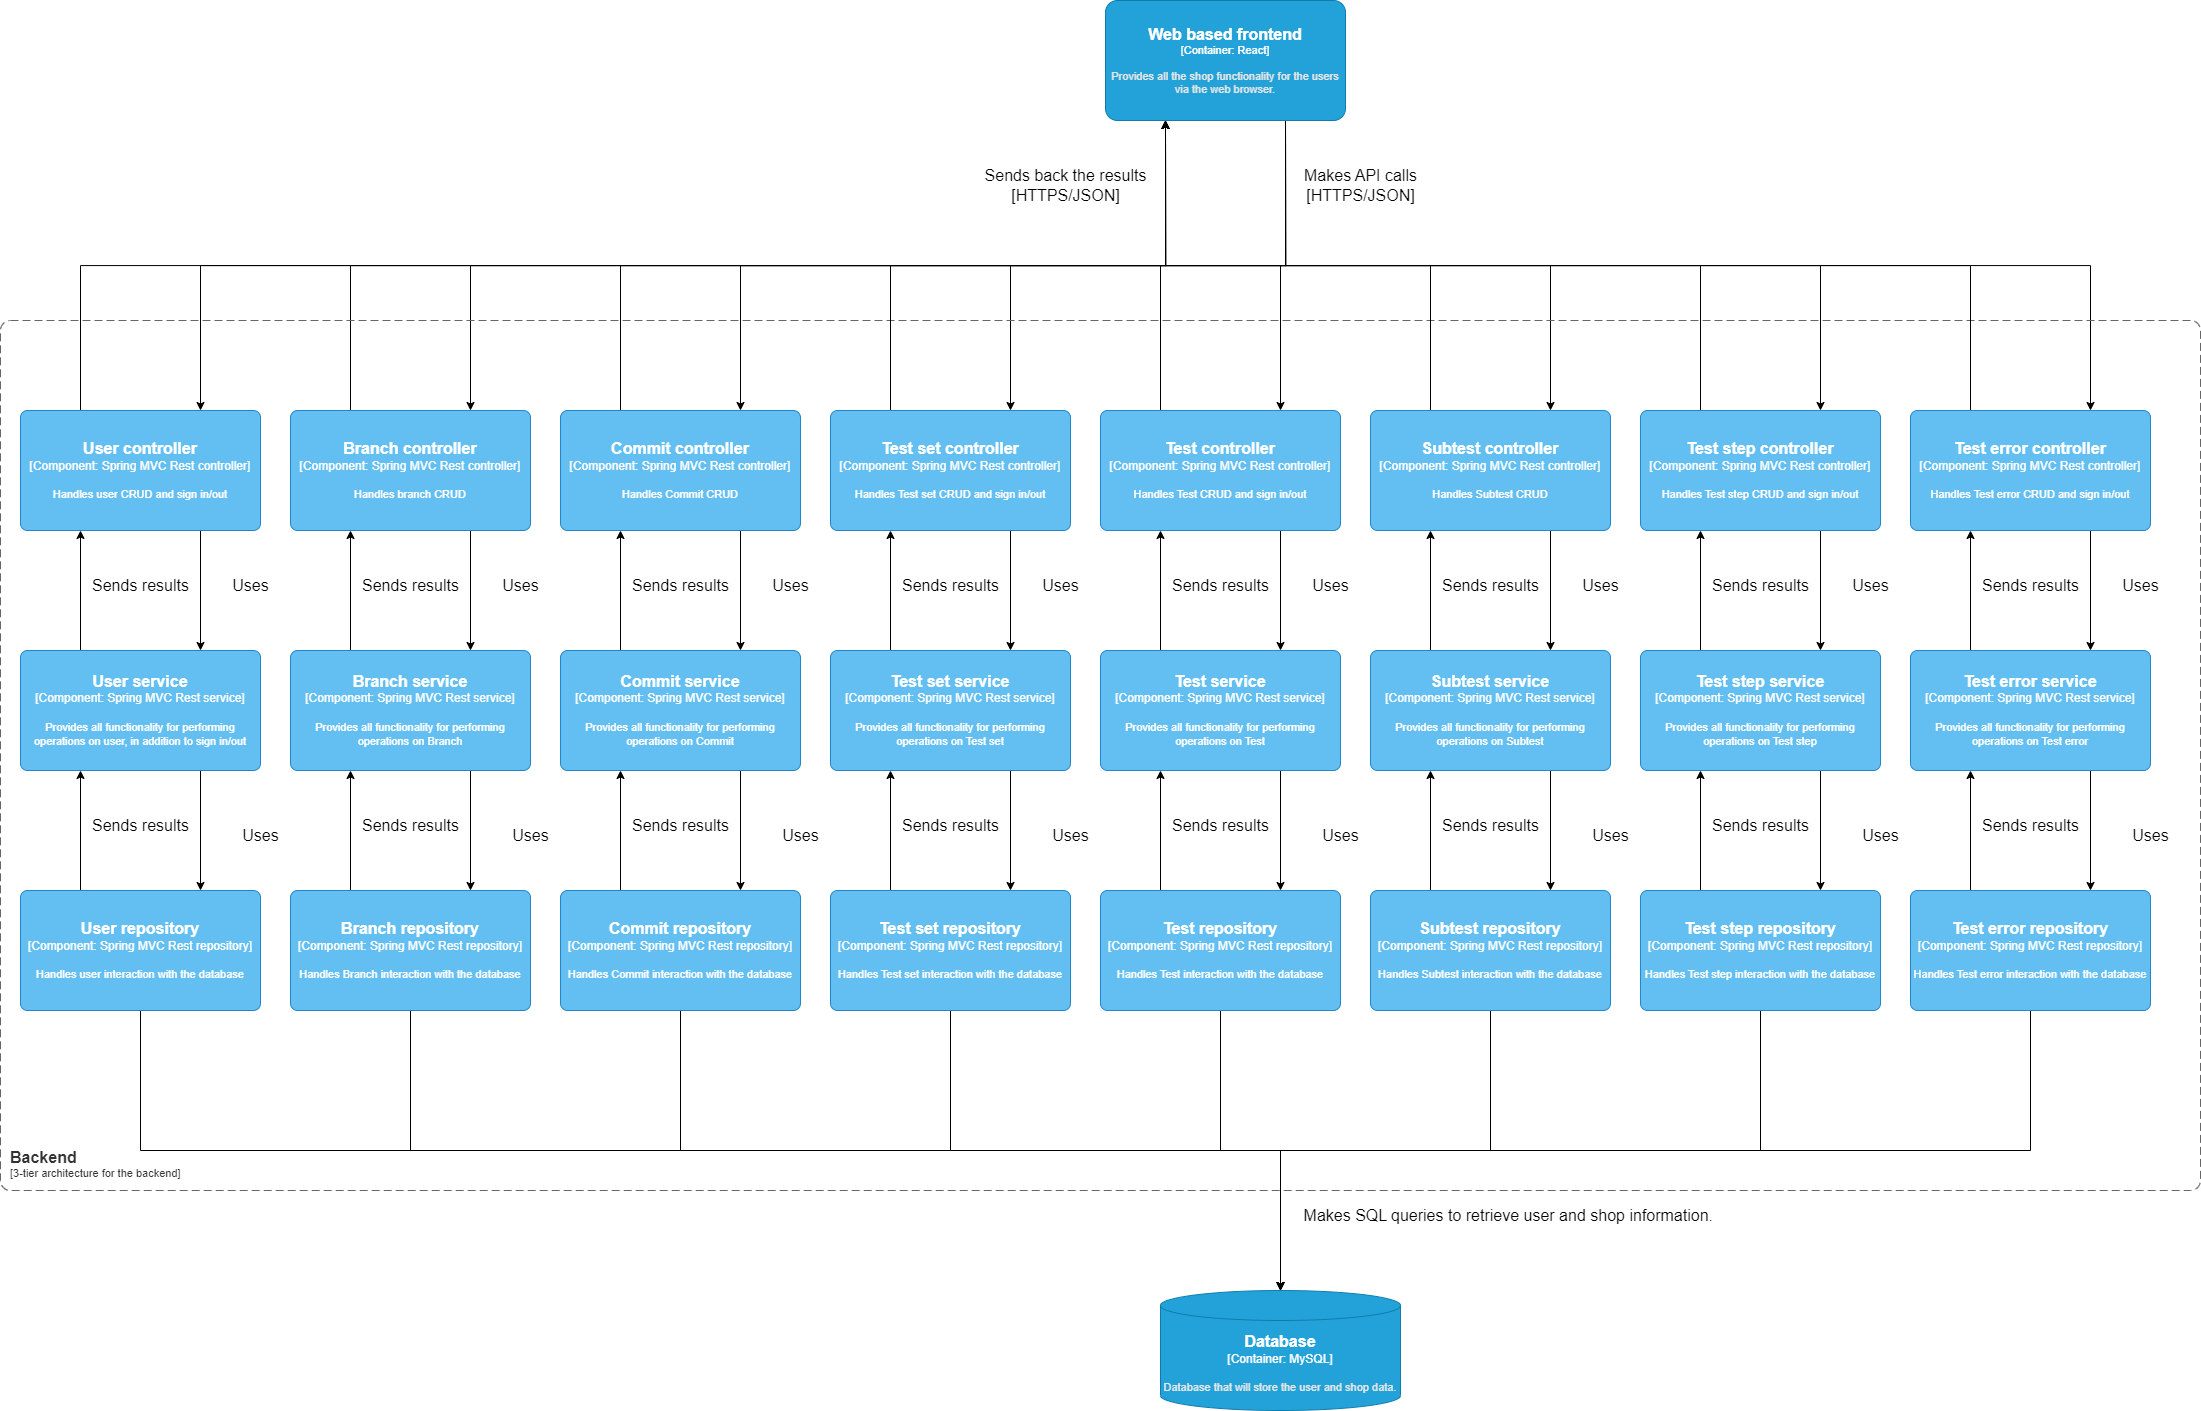 Web based frontend
[Container: React]
Provides all the shop functionality for the users
via the web browser.
Sends back the results
[HTTPS/JSON]
Makes API calls
[HTTPS/JSON]
User controller
[Component: Spring MVC Rest controller]
Handles user CRUD and sign in/out
Branch controller
[Component: Spring MVC Rest controller]
Handles branch CRUD
Commit controller
[Component: Spring MVC Rest controller]
Handles Commit CRUD
Test set controller
[Component: Spring MVC Rest controller]
Handles Test set CRUD and sign in/out
Test controller
[Component: Spring MVC Rest controller]
Handles Test CRUD and sign in/out
Subtest controller
[Component: Spring MVC Rest controller]
Handles Subtest CRUD
Test step controller
[Component: Spring MVC Rest controller]
Handles Test step CRUD and sign in/out
Test error controller
[Component: Spring MVC Rest controller]
Handles Test error CRUD and sign in/out
Sends results
Uses
Sends results
Uses
Sends results
Uses
Sends results
Uses
Sends results
Uses
Sends results
Uses
Sends results
Uses
Sends results
Uses
User service
[Component: Spring MVC Rest service]
Provides all functionality for performing
operations on user, in addition to sign in/out
Branch service
[Component: Spring MVC Rest service]
Provides all functionality for performing
operations on Branch
Commit service
[Component: Spring MVC Rest service]
Provides all functionality for performing
operations on Commit
Test set service
[Component: Spring MVC Rest service]
Provides all functionality for performing
operations on Test set
Test service
[Component: Spring MVC Rest service]
Provides all functionality for performing
operations on Test
Subtest service
[Component: Spring MVC Rest service]
Provides all functionality for performing
operations on Subtest
Test step service
[Component: Spring MVC Rest service]
Provides all functionality for performing
operations on Test step
Test error service
[Component: Spring MVC Rest service]
Provides all functionality for performing
operations on Test error
Sends results
Uses
Sends results
Uses
Sends results
Uses
Sends results
Uses
Sends results
Uses
Sends results
Uses
Sends results
Uses
Sends results
Uses
User repository
[Component: Spring MVC Rest repository]
Handles user interaction with the database
Branch repository
[Component: Spring MVC Rest repository]
Handles Branch interaction with the database
Commit repository
[Component: Spring MVC Rest repository]
Handles Commit interaction with the database
Test set repository
[Component: Spring MVC Rest repository]
Handles Test set interaction with the database
Test repository
[Component: Spring MVC Rest repository]
Handles Test interaction with the database
Subtest repository
[Component: Spring MVC Rest repository]
Handles Subtest interaction with the database
Test step repository
[Component: Spring MVC Rest repository]
Handles Test step interaction with the database
Test error repository
[Component: Spring MVC Rest repository]
Handles Test error interaction with the database
Backend
[3-tier architecture for the backend]
Makes SQL queries to retrieve user and shop information.
Database
[Container: MySQL]
Database that will store the user and shop data.